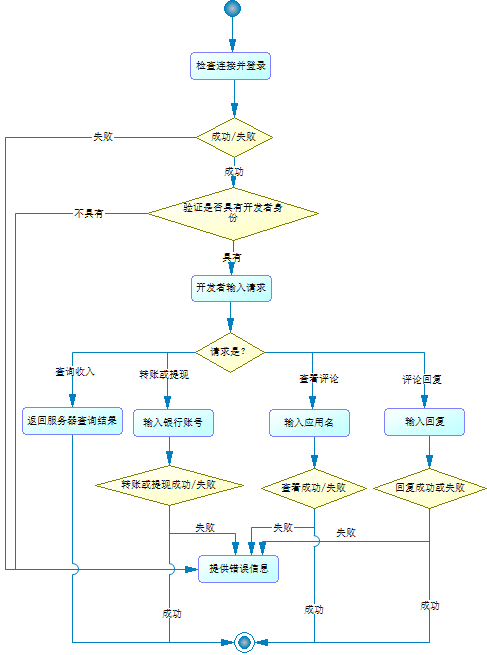 检查连接并登录
失败
成功/失败
成功
不具有
验证是否具有开发者身
份
具有
开发者输入请求
请求是?
查询收入
转账或提现
查看评论
评论回复
返回服务器查询结果
输入银行账号
输入应用名
输入回复
转账或提现成功/失败
查看成功/失败
回复成功或失败
失败
失败
失败
提供错误信息
成功
成功
成功